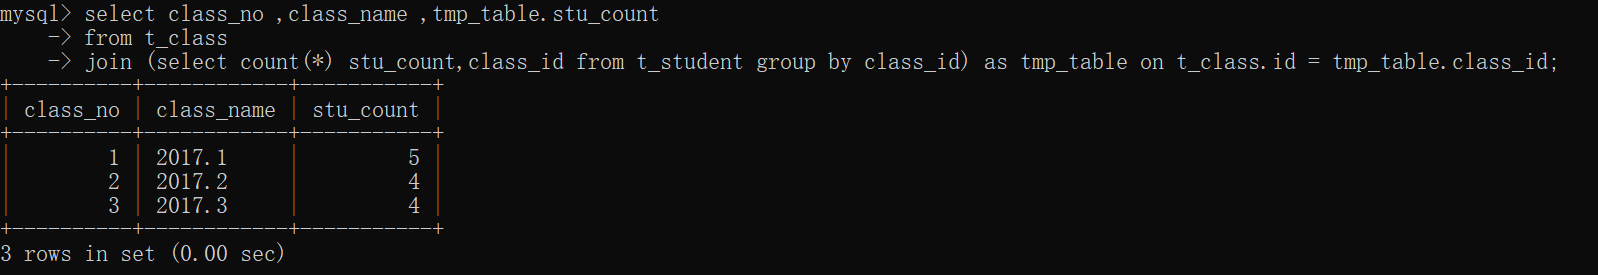 mysql> select class_no ,class_name ,tmp_table.stu_count
    -> from t_class
    -> join (select count(*) stu_count,class_id from t_student group by class_id) as tmp_table on t_class.id = tmp_table.class_id;
+----------+------------+-----------+
| class_no | class_name | stu_count |
+----------+------------+-----------+
|        1 | 2017.1     |         5 |
|        2 | 2017.2     |         4 |
|        3 | 2017.3     |         4 |
+----------+------------+-----------+
3 rows in set (0.00 sec)